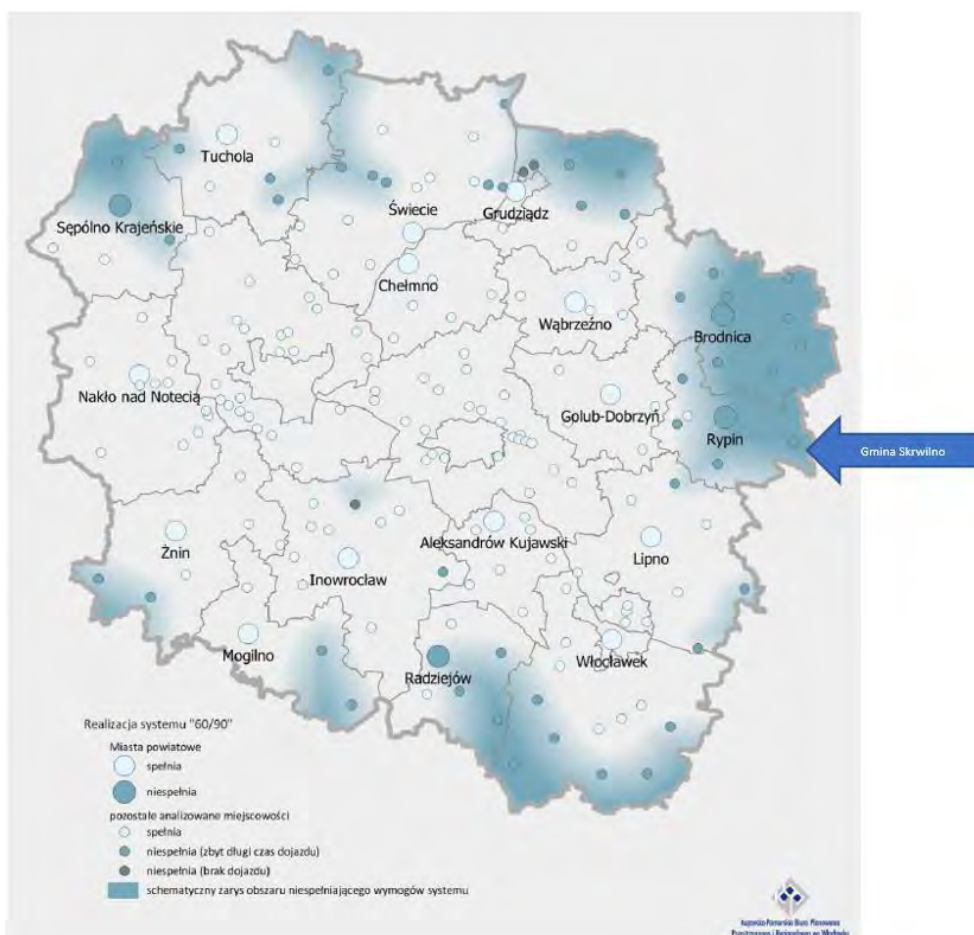 Tuchola
Świecie
Grudziądz
Sępólno Krajeńskie
Chełmno
Wąbrzeźno
Brodnica
Nakło nad Notecią
Golub-Dobrzyń
Rypin
Gmina Skrwilno
Aleksandrów Kujawski
Żnin
Inowrocław
Lipno
Mogilno
Radziejów
Włocławek
Realizacja systemu "60/90"
Miasta powiatowe
spełnia
niespełnia
pozostałe analizowane miejscowości
spełnia
niespełnia (zbyt długi czas dojazdu)
niespełnia (brak dojazdu)
schematyczny zarys obszaru niespełniającego wymogów systemu